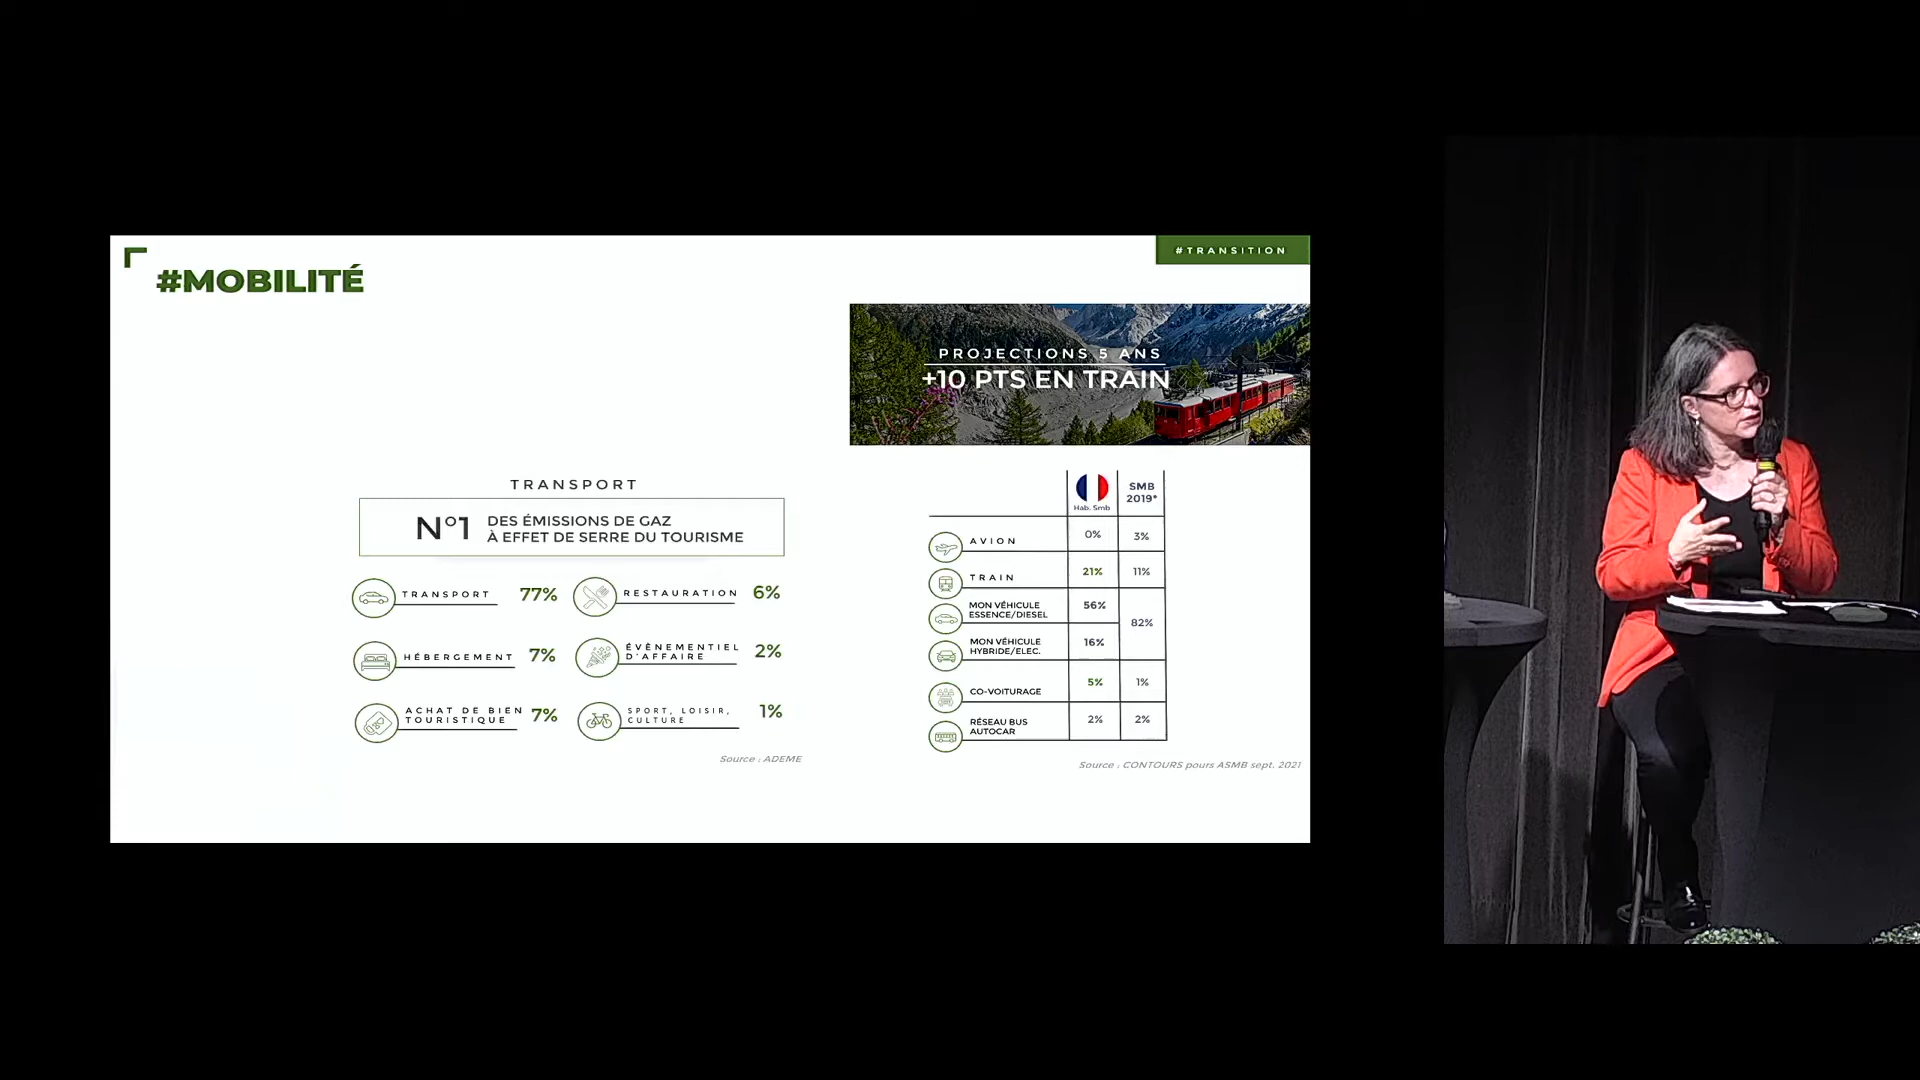 #MOBILITÉ
#TRANSITION
PROJECTIONS 5 ANS
+10 PTS EN TRAIN
TRANSPORT
N°1
DES ÉMISSIONS DE GAZ
À EFFET DE SERRE DU TOURISME
TRANSPORT 77%
RESTAURATION 6%
HÉBERGEMENT 7%
ÉVÈNEMENTIEL
D'AFFAIRE 2%
ACHAT DE BIEN
TOURISTIQUE 7%
SPORT, LOISIR,
CULTURE 1%
Source : ADEME
Hab. Smb
SMB
2019*
AVION 0% 3%
TRAIN 21% 11%
MON VÉHICULE
ESSENCE/DIESEL 56%
82%
MON VÉHICULE
HYBRIDE/ELEC. 16%
CO-VOITURAGE 5% 1%
RÉSEAU BUS
AUTOCAR 2% 2%
Source : CONTOURS pours ASMB sept. 2021